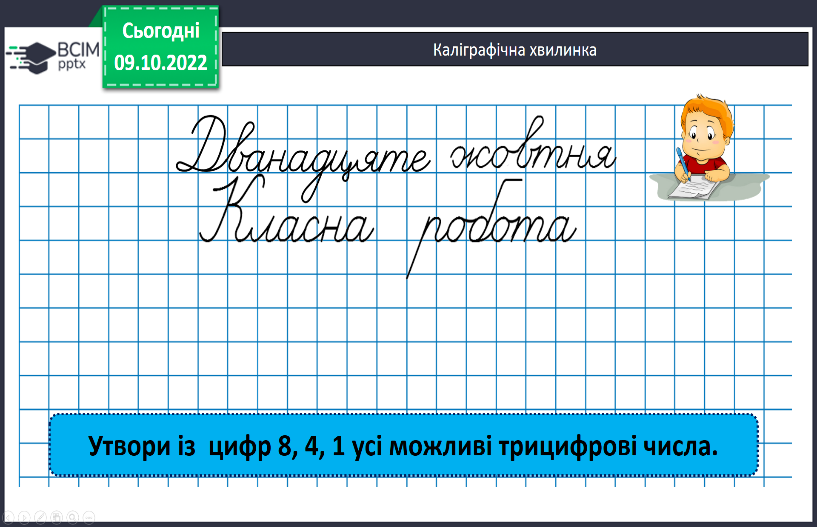 Сьогодні
09.10.2022
ВСІМ
pptx
Каліграфічна хвилинка
Дванадцяте жовтня
Класна робота
Утвори із цифр 8, 4, 1 усі можливі трицифрові числа.